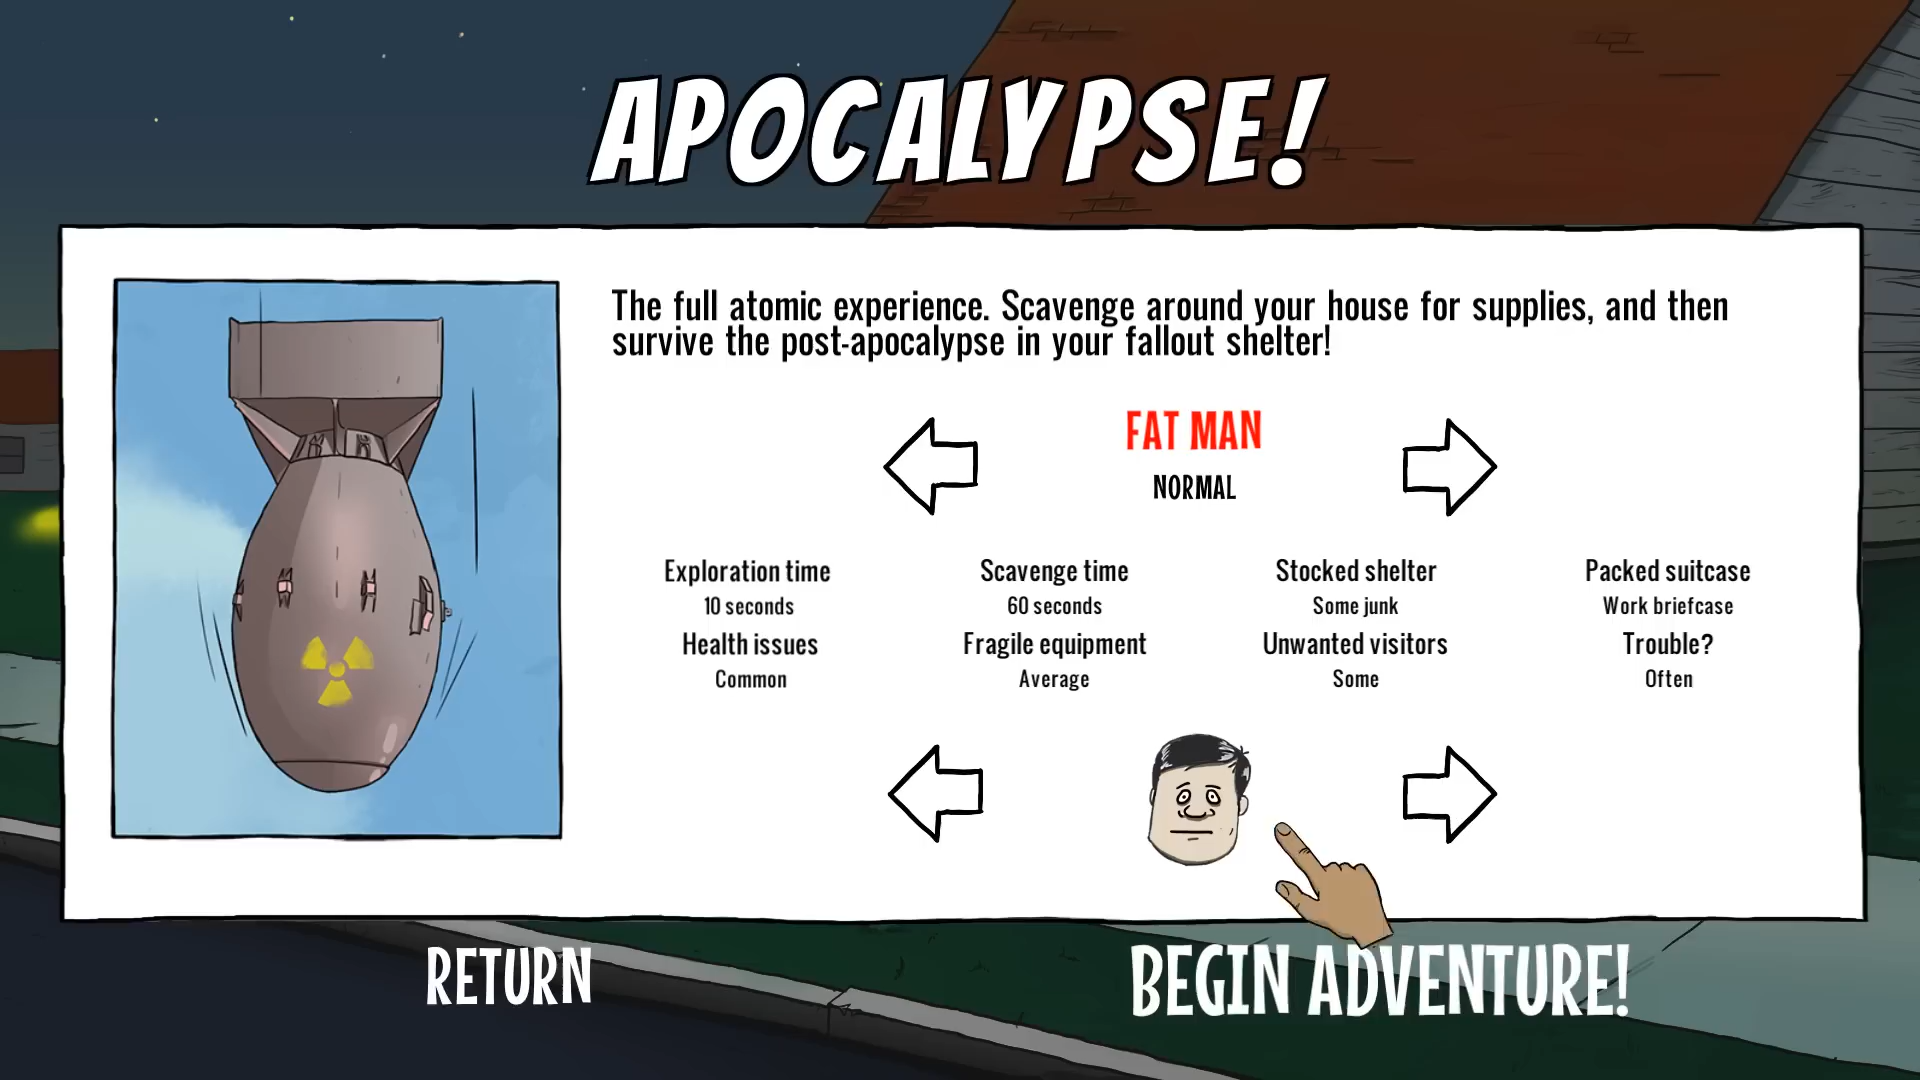 APOCALYPSE!
The full atomic experience. Scavenge around your house for supplies, and then
survive the post-apocalypse in your fallout shelter!
FAT MAN
NORMAL
Exploration time
10 seconds
Scavenge time
60 seconds
Stocked shelter
Some junk
Packed suitcase
Work briefcase
Health issues
Common
Fragile equipment
Average
Unwanted visitors
Some
Trouble?
Often
RETURN
BEGIN ADVENTURE!